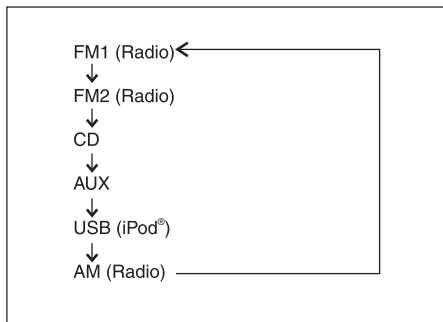 FM1 (Radio)
FM2 (Radio)
CD
AUX
USB (iPod®)
AM (Radio)